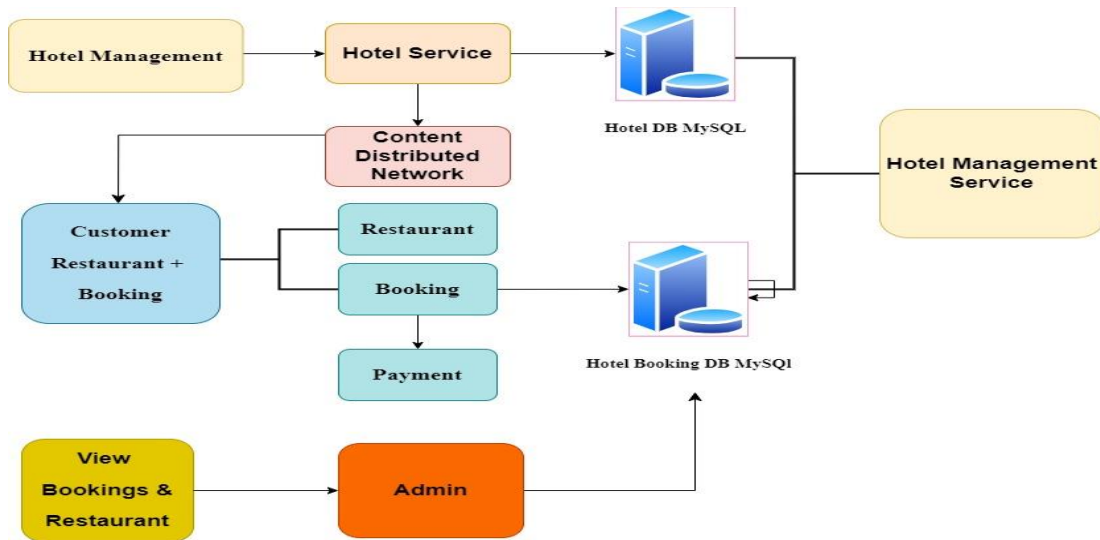 Hotel Management
Hotel Service
Hotel DB MySQL
Content
Distributed
Network
Hotel Management
Service
Customer
Restaurant +
Booking
Restaurant
Booking
Hotel Booking DB MySQl
Payment
View
Bookings &
Restaurant
Admin